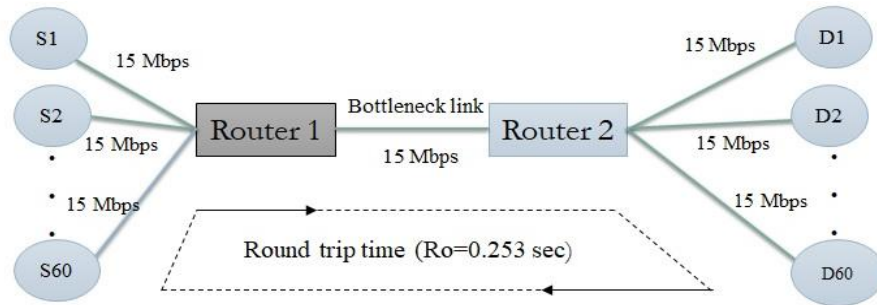 S1
15 Mbps
S2
15 Mbps
15 Mbps
S60
Router 1
Bottleneck link
15 Mbps
Router 2
15 Mbps
D1
15 Mbps
D2
15 Mbps
D60
Round trip time (Ro=0.253 sec)